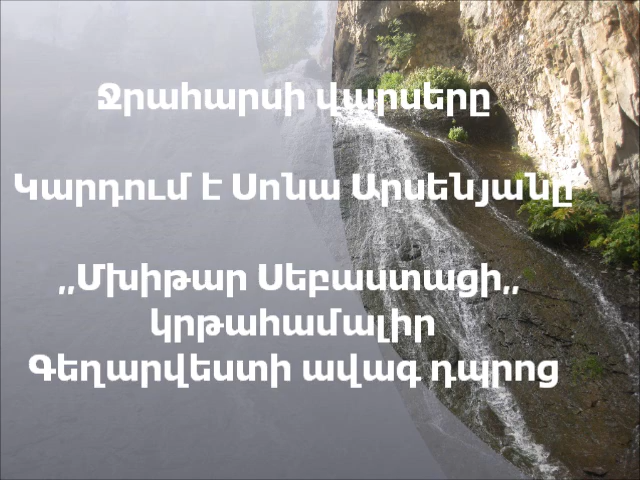 Ջրահարսի վարսերը
Կարդում է Սոնա Արսենյանը
,,Մխիթար Սեբաստացի,,
կրթահամալիր
Գեղարվեստի ավագ դպրոց